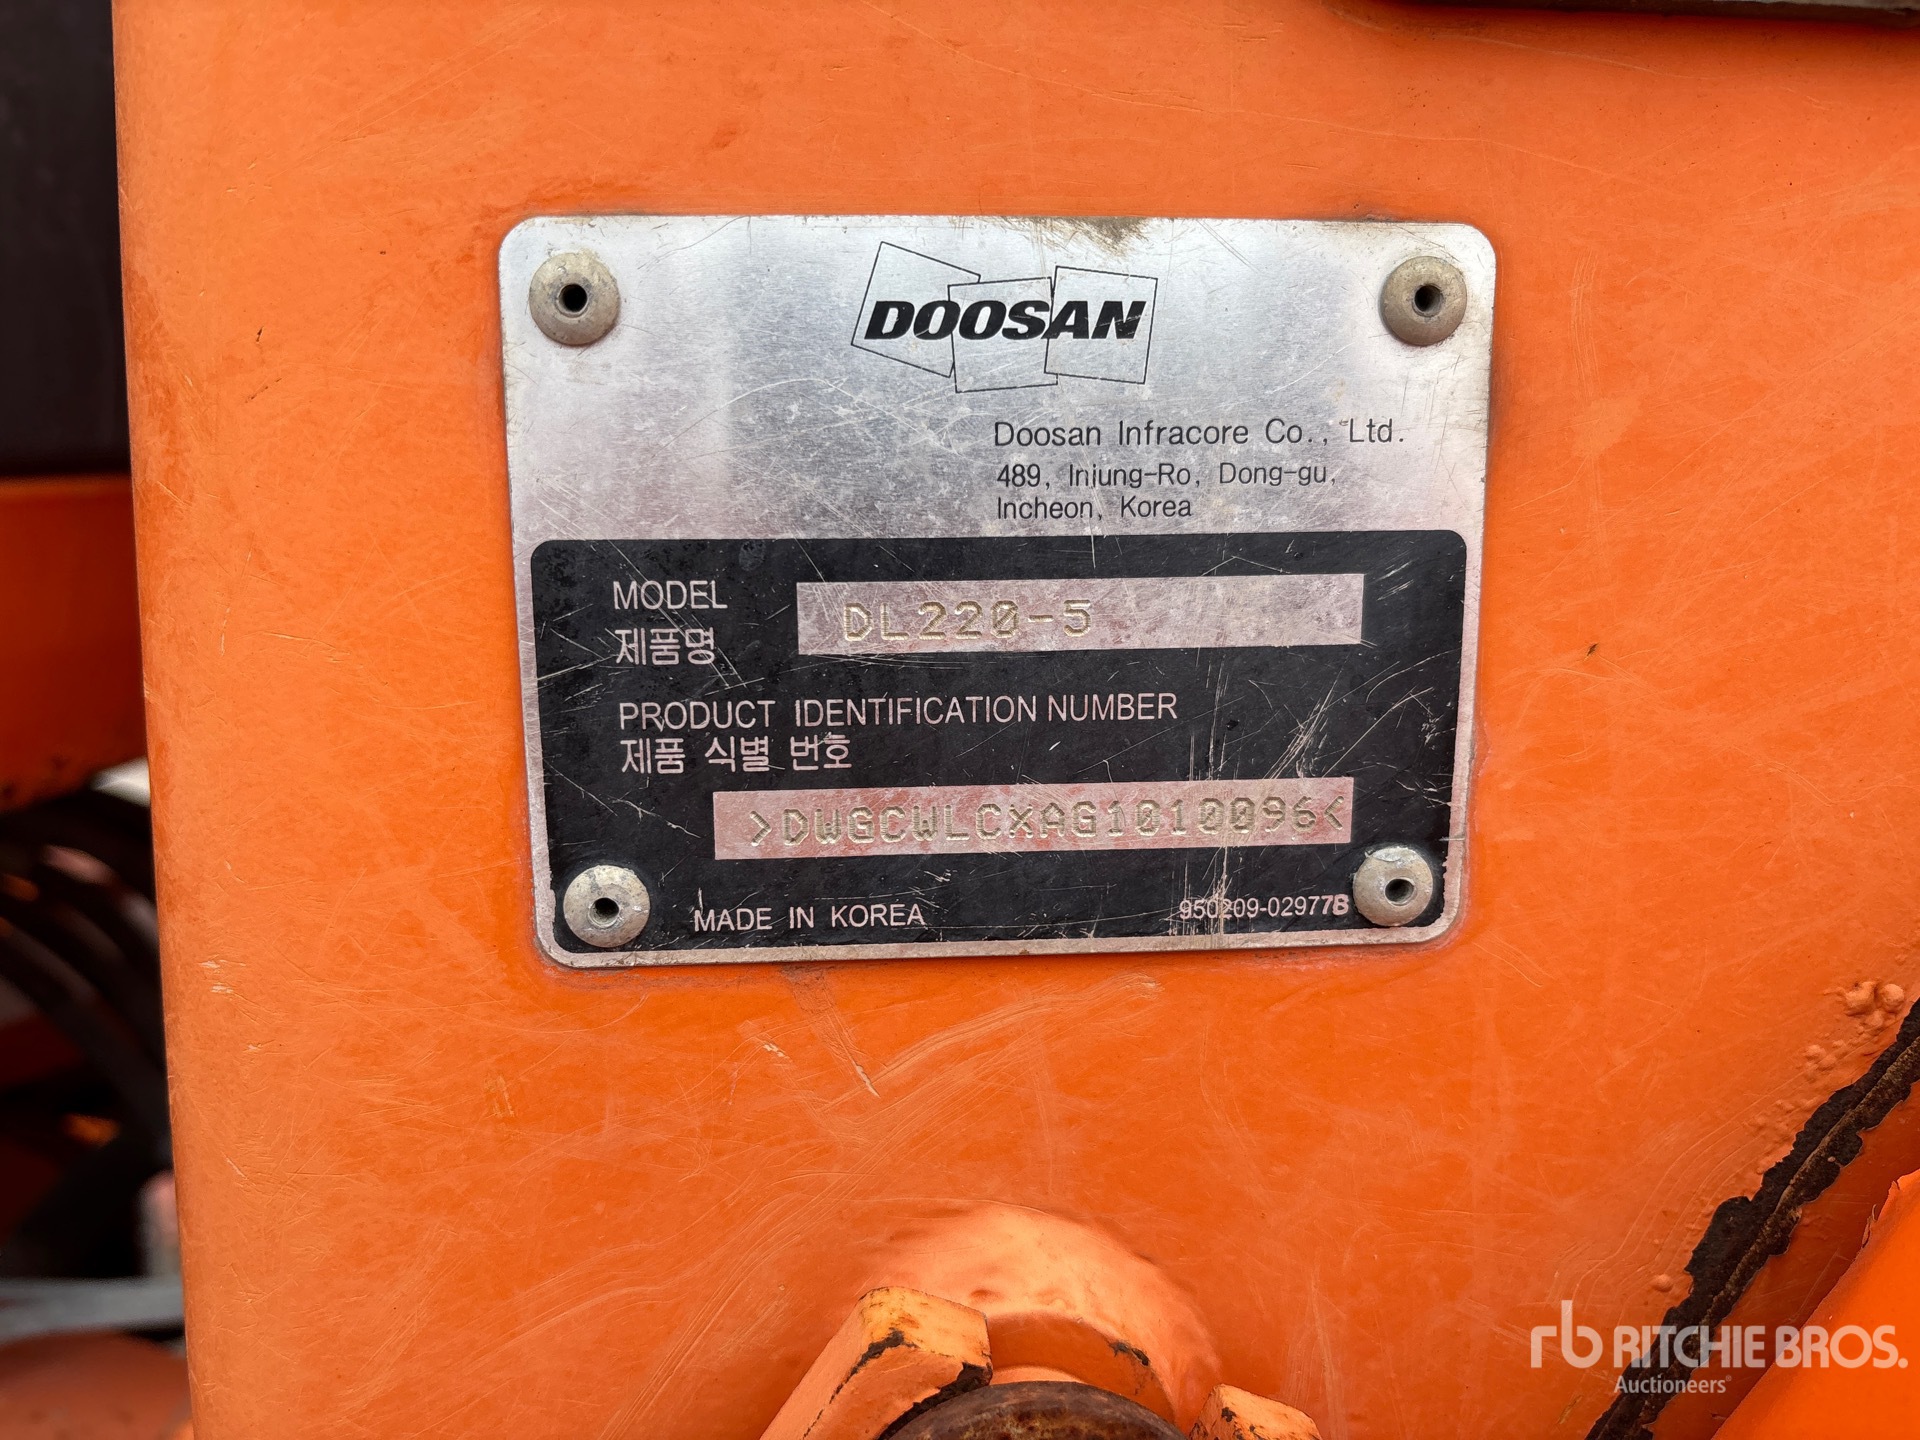 DOOSAN
Doosan Infracore Co., Ltd.
489, Injung-Ro, Dong-gu,
Incheon, Korea
MODEL DL220-5
제품명
PRODUCT IDENTIFICATION NUMBER
제품 식별 번호
>DWGCWLCXAG1010096<
MADE IN KOREA 950209-02977B
rb RITCHIE BROS.
Auctioneers